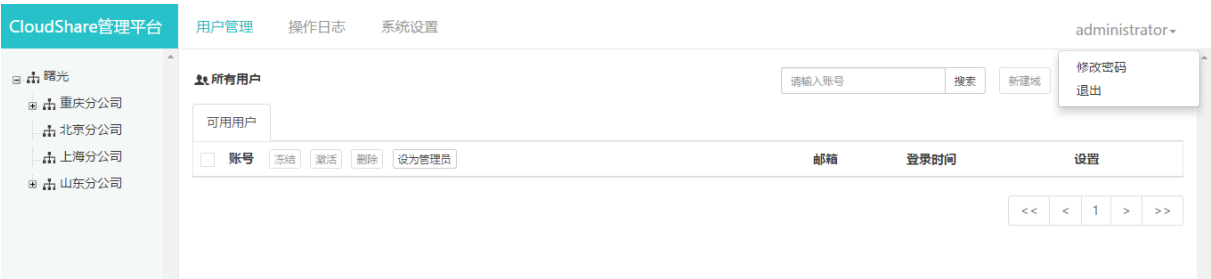 CloudShare管理平台 用户管理 操作日志 系统设置 administrator
修改密码
退出
曙光
重庆分公司
北京分公司
上海分公司
山东分公司
所有用户 请输入账号 搜索 新建域
可用用户
账号 冻结 激活 删除 设为管理员 邮箱 登录时间 设置
<< < 1 > >>